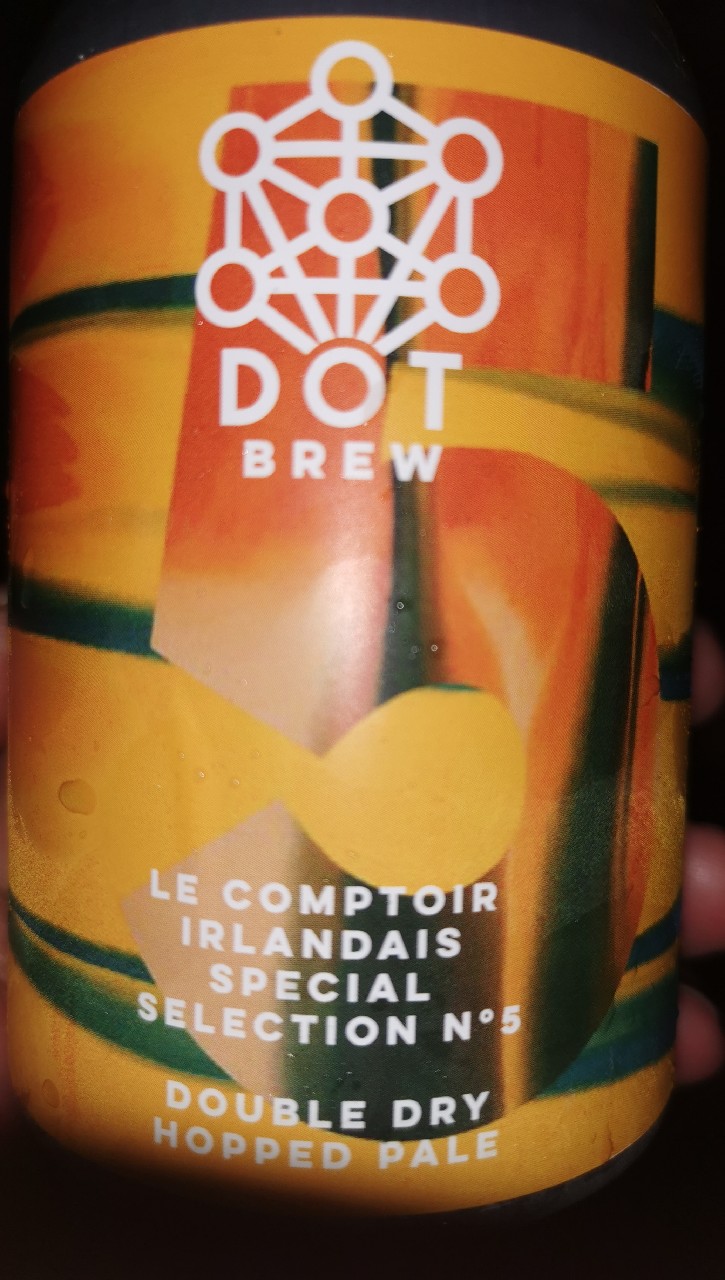 DOT
BREW
LE COMPTOIR
IRLANDAIS
SPECIAL
SELECTION N°5
DOUBLE DRY
HOPPED PALE